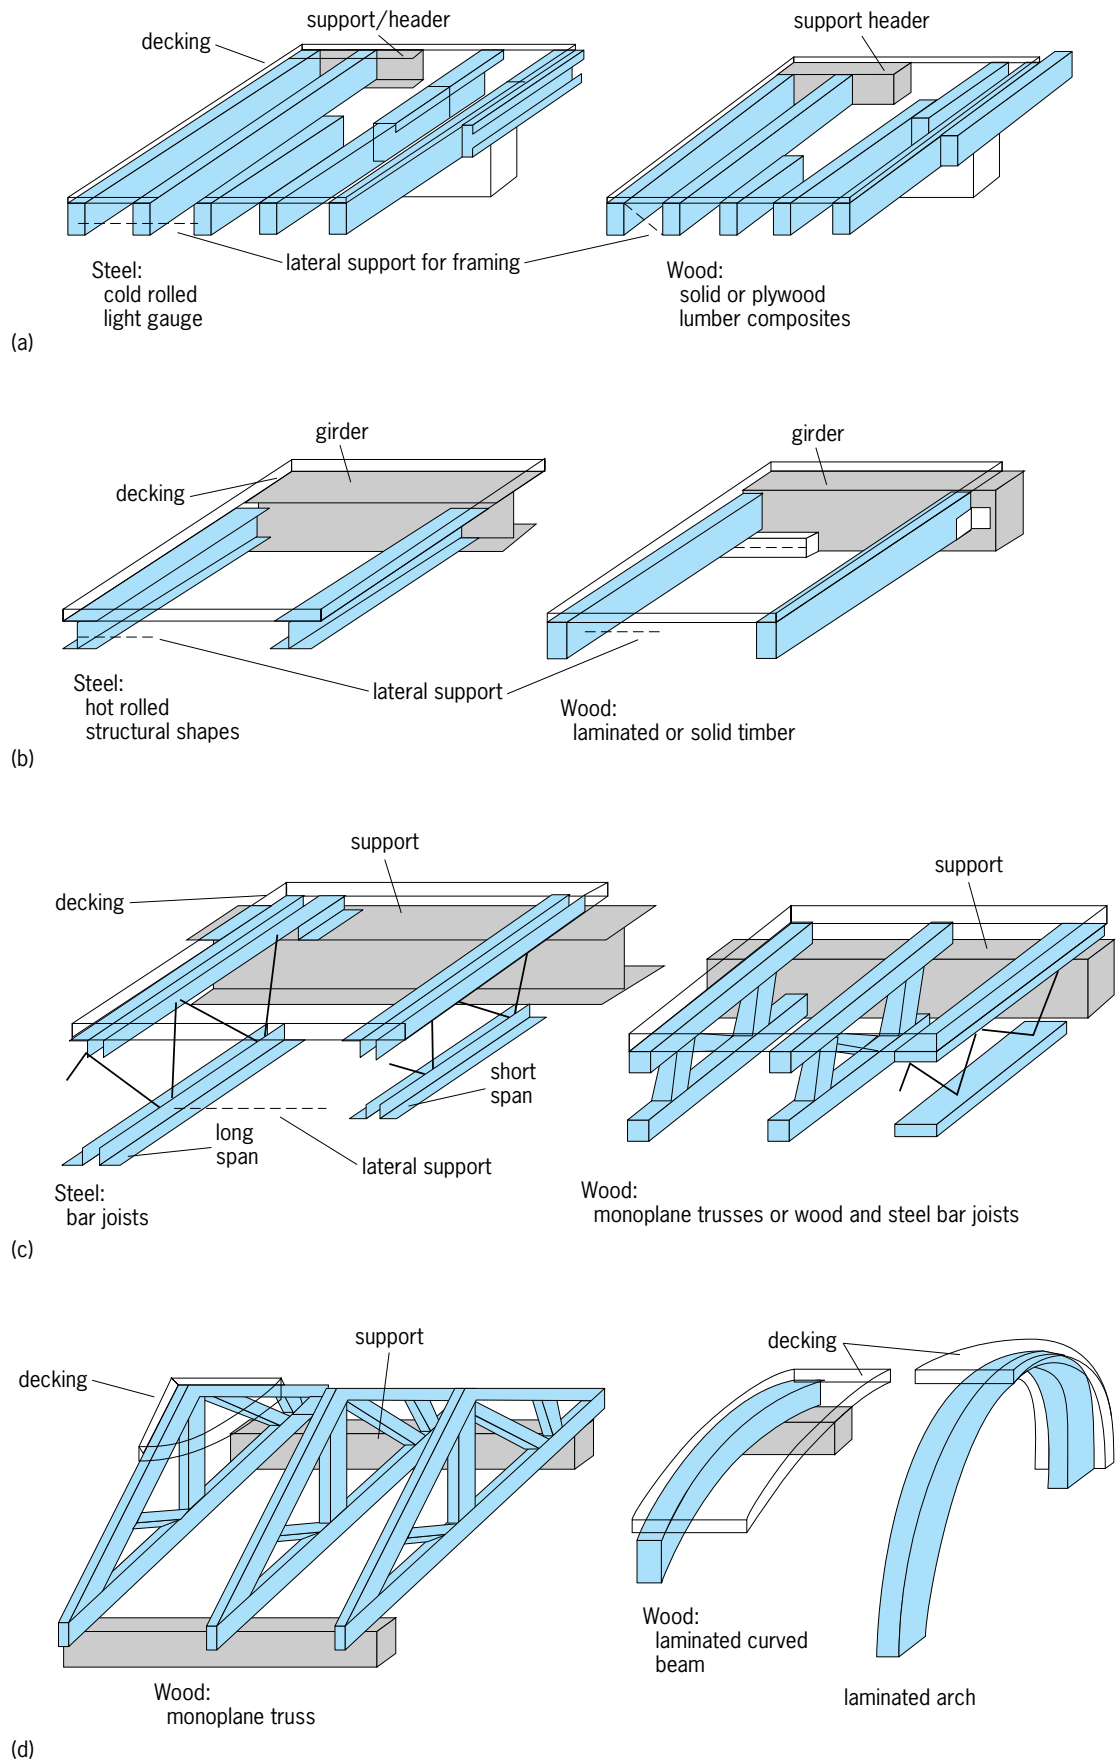 support/header
decking
support header
lateral support for framing
Steel:
cold rolled
light gauge
Wood:
solid or plywood
lumber composites
(a)
girder
decking
girder
lateral support
Steel:
hot rolled
structural shapes
Wood:
laminated or solid timber
(b)
support
decking
support
short
span
long
span
lateral support
Steel:
bar joists
Wood:
monoplane trusses or wood and steel bar joists
(c)
support
decking
decking
Wood:
monoplane truss
Wood:
laminated curved
beam
laminated arch
(d)